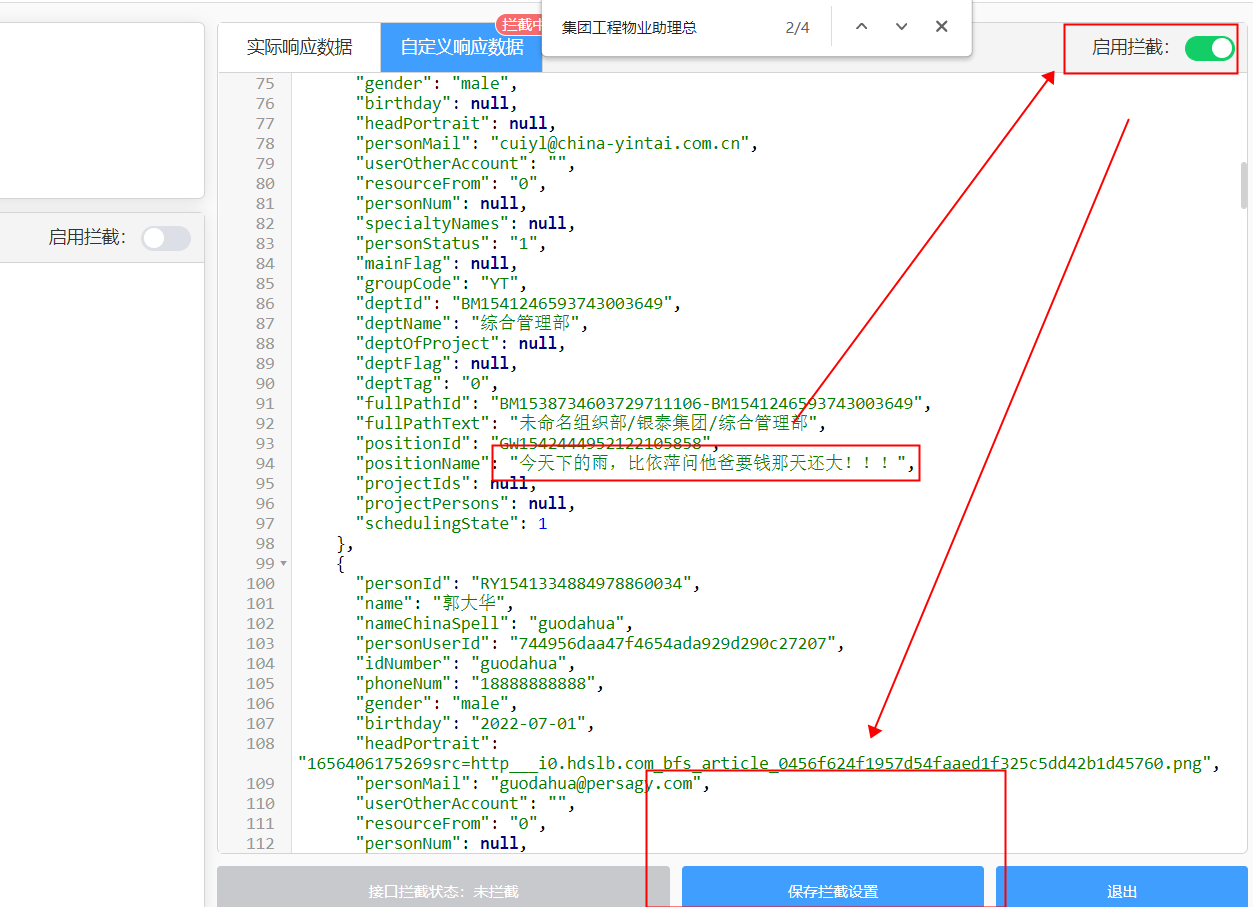 实际响应数据
自定义响应数据
拦截中
集团工程物业助理总
2/4
启用拦截：
启用拦截：
75 "gender": "male",
76 "birthday": null,
77 "headPortrait": null,
78 "personMail": "cuiyl@china-yintai.com.cn",
79 "userOtherAccount": "",
80 "resourceFrom": "0",
81 "personNum": null,
82 "specialtyNames": null,
83 "personStatus": "1",
84 "mainFlag": null,
85 "groupCode": "YT",
86 "deptId": "BM1541246593743003649",
87 "deptName": "综合管理部",
88 "deptOfProject": null,
89 "deptFlag": null,
90 "deptTag": "0",
91 "fullPathId": "BM1538734603729711106-BM1541246593743003649",
92 "fullPathText": "未命名组织部/银泰集团/综合管理部",
93 "positionId": "GW1542444952122105858",
94 "positionName": "今天下的雨，比依萍问他爸要钱那天还大！！！",
95 "projectIds": null,
96 "projectPersons": null,
97 "schedulingState": 1
98 },
99 {
100 "personId": "RY1541334884978860034",
101 "name": "郭大华",
102 "nameChinaSpell": "guodahua",
103 "personUserId": "744956daa47f4654ada929d290c27207",
104 "idNumber": "guodahua",
105 "phoneNum": "18888888888",
106 "gender": "male",
107 "birthday": "2022-07-01",
108 "headPortrait":
"1656406175269src=http___i0.hdslb.com_bfs_article_0456f624f1957d54faaed1f325c5dd42b1d45760.png",
109 "personMail": "guodahua@persagy.com",
110 "userOtherAccount": "",
111 "resourceFrom": "0",
112 "personNum": null,
接口拦截状态：未拦截
保存拦截设置
退出